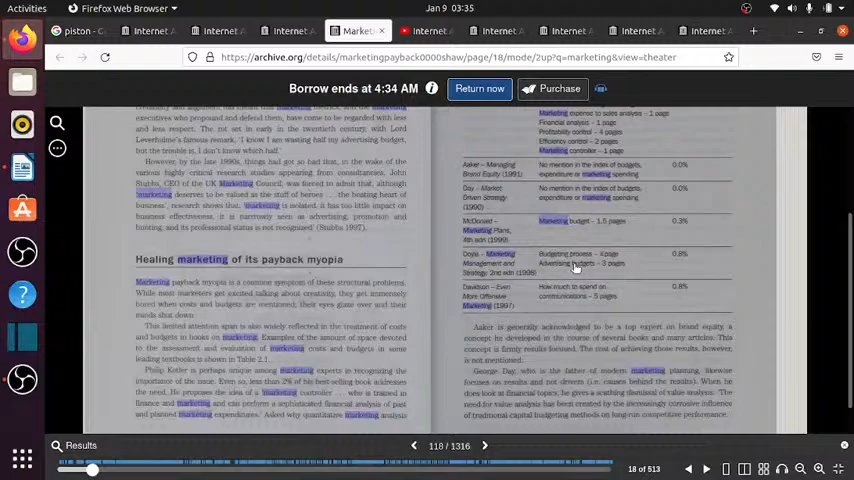 Activities
Firefox Web Browser
Jan 9 03:35
piston - G
Internet A
Internet A
Internet A
Marketi
Internet A
Internet A
Internet A
Internet A
https://archive.org/details/marketingpayback0000shaw/page/18/mode/2up?q=marketing&view=theater
Borrow ends at 4:34 AM
Return now
Purchase
executives who propound and defend them, have come to be regarded with less
and less respect. The rot set in early in the twentieth century, with Lord
Leverhulme's famous remark, 'I know I am wasting half my advertising budget,
but the trouble is, I don't know which half.'
However, by the late 1990s, things had got so bad that, in the wake of the
various highly critical research studies appearing from consultancies, John
Stubbs, CEO of the UK Marketing Council, was forced to admit that, although
'marketing deserves to be valued as the stuff of heroes . . . the beating heart of
business', research shows that, 'marketing is isolated, it has too little impact on
business effectiveness, it is narrowly seen as advertising, promotion and
hunting, and its professional status is not recognised' (Stubbs 1997).
Healing marketing of its payback myopia
Marketing payback myopia is a common symptom of these structural problems.
While most marketers get excited talking about creativity, they get immensely
bored when costs and budgets are mentioned; their eyes glaze over and their
minds shut down.
This limited attention span is also widely reflected in the treatment of costs
and budgets in books on marketing. Examples of the amount of space devoted
to the assessment and evaluation of marketing costs and budgets in some
leading textbooks is shown in Table 2.1.
Philip Kotler is perhaps unique among marketing experts in recognizing the
importance of the issue. Even so, less than 2% of his best-selling book addresses
the need. He proposes the idea of a 'marketing controller . . . who is trained in
finance and marketing and can perform a sophisticated financial analysis of past
and planned marketing expenditures.' Asked why quantitative marketing analysis
Marketing expense to sales analysis – 1 page
Financial analysis – 1 page
Profitability control – 4 pages
Efficiency control – 2 pages
Marketing controller – 1 page
Aaker – Managing Brand Equity (1991) No mention in the index of budgets, expenditure or marketing spending 0.0%
Day – Market Driven Strategy (1990) No mention in the index of budgets, expenditure or marketing spending 0.0%
McDonald – Marketing Plans, 4th edn (1999) Marketing budget – 1.5 pages 0.3%
Doyle – Marketing Management and Strategy, 2nd edn (1998) Budgeting process – 4 page Advertising budgets – 3 pages 0.8%
Davidson – Even More Offensive Marketing (1997) How much to spend on communications – 5 pages 0.8%
Aaker is generally acknowledged to be a top expert on brand equity, a
concept he developed in the course of several books and many articles. This
concept is firmly results focused. The cost of achieving those results, however,
is not mentioned.
George Day, who is the father of modern marketing planning, likewise
focuses on results and not drivers (i.e. causes behind the results). When he
does look at financial topics, he gives a scathing dismissal of value analysis. 'The
need for value analysis has been created by the increasingly corrosive influence
of traditional capital budgeting methods on long-run competitive performance.
Results
118 / 1316
18 of 513